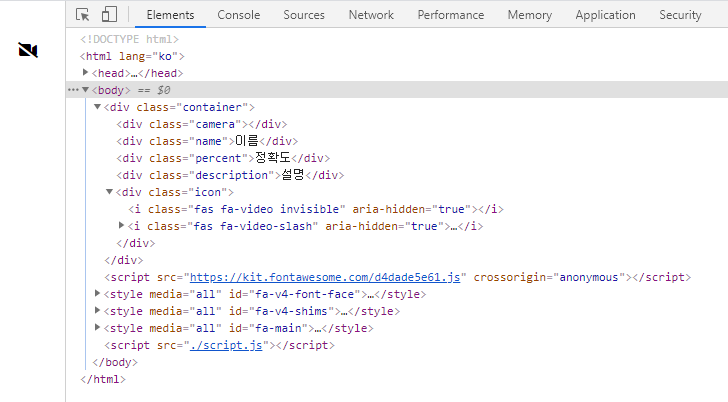 Elements Console Sources Network Performance Memory Application Security
<!DOCTYPE html>
<html lang="ko">
<head>…</head>
<body> == $0
<div class="container">
<div class="camera"></div>
<div class="name">이름</div>
<div class="percent">정확도</div>
<div class="description">설명</div>
<div class="icon">
<i class="fas fa-video invisible" aria-hidden="true"></i>
<i class="fas fa-video-slash" aria-hidden="true">…</i>
</div>
</div>
<script src="https://kit.fontawesome.com/d4dade5e61.js" crossorigin="anonymous"></script>
<style media="all" id="fa-v4-font-face">…</style>
<style media="all" id="fa-v4-shims">…</style>
<style media="all" id="fa-main">…</style>
<script src="./script.js"></script>
</body>
</html>